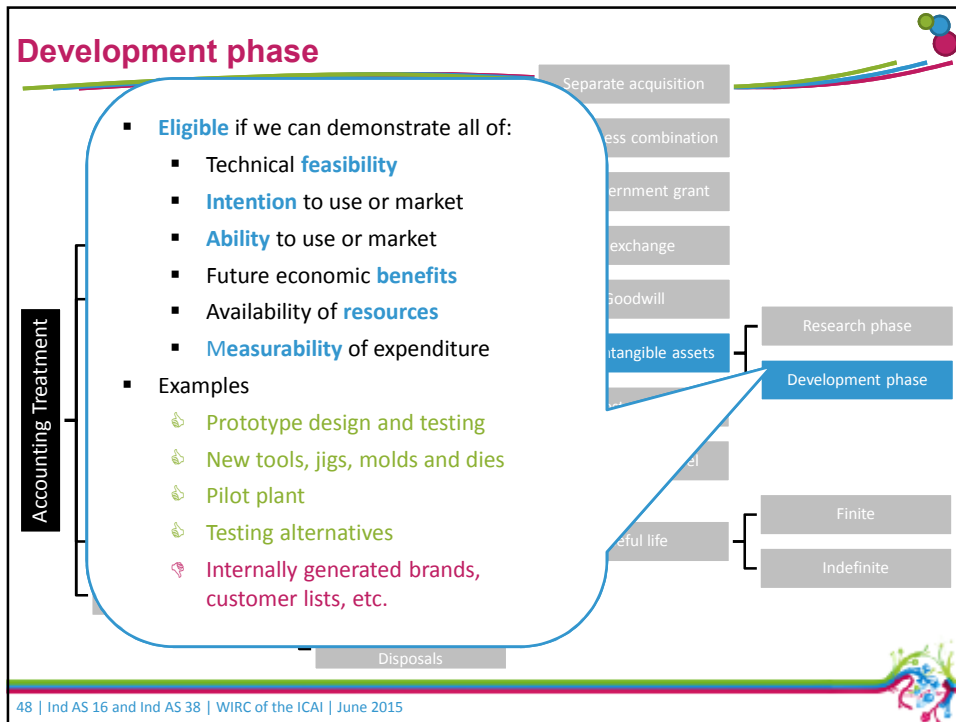 Development phase
Separate acquisition
combination
exchange
Goodwill
intangible assets
Research phase
Development phase
Accounting Treatment
life
Finite
Indefinite
Disposals
▪ Eligible if we can demonstrate all of:
▪ Technical feasibility
▪ Intention to use or market
▪ Ability to use or market
▪ Future economic benefits
▪ Availability of resources
▪ Measurability of expenditure
▪ Examples
Prototype design and testing
New tools, jigs, molds and dies
Pilot plant
Testing alternatives
Internally generated brands,
customer lists, etc.
grant
48 | Ind AS 16 and Ind AS 38 | WIRC of the ICAI | June 2015